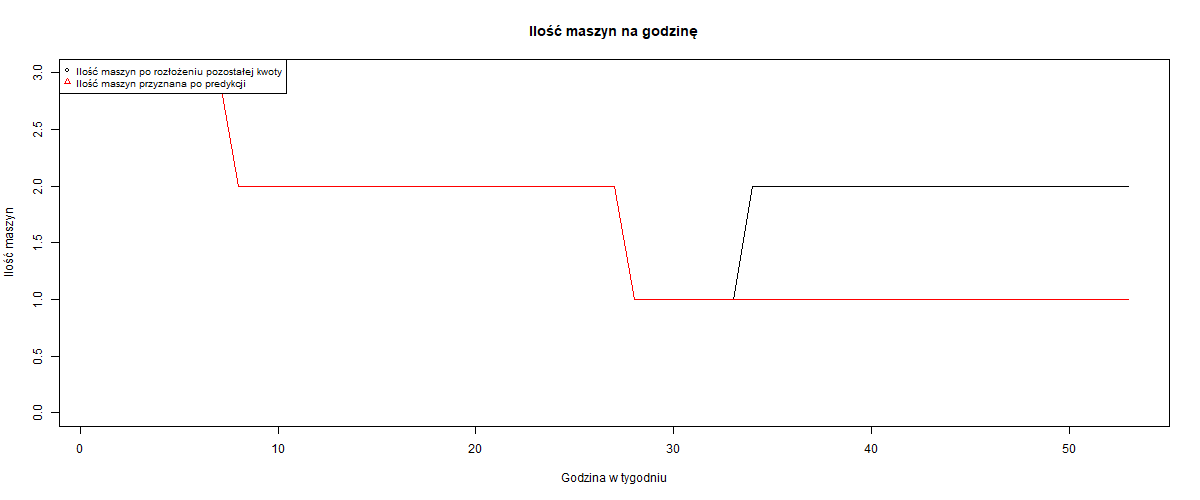 Ilość maszyn na godzinę
Ilość maszyn po rozłożeniu pozostałej kwoty
Ilość maszyn przyznana po predykcji
Ilość maszyn
3.0
2.5
2.0
1.5
1.0
0.5
0.0
0 10 20 30 40 50
Godzina w tygodniu